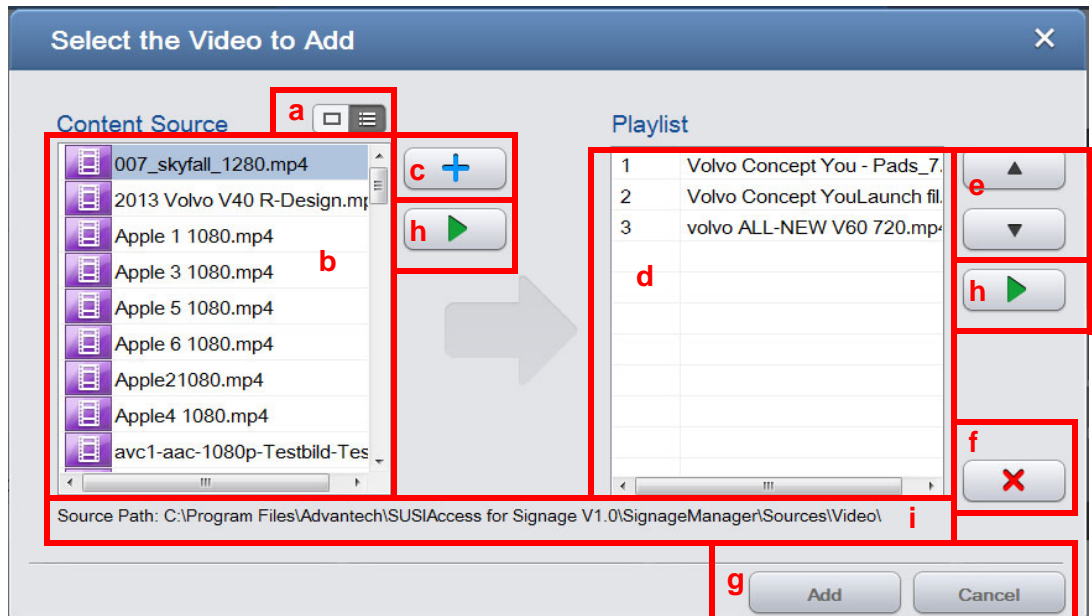 Select the Video to Add
a
Content Source
Playlist
007_skyfall_1280.mp4
2013 Volvo V40 R-Design.mp
Apple 1 1080.mp4
Apple 3 1080.mp4
Apple 5 1080.mp4
Apple 6 1080.mp4
Apple21080.mp4
Apple4 1080.mp4
avc1-aac-1080p-Testbild-Tes
b
c
h
1 Volvo Concept You - Pads_7.
2 Volvo Concept YouLaunch fil.
3 volvo ALL-NEW V60 720.mp4
d
e
h
f
Source Path: C:\Program Files\Advantech\SUSIAccess for Signage V1.0\SignageManager\Sources\Video\
i
g
Add
Cancel